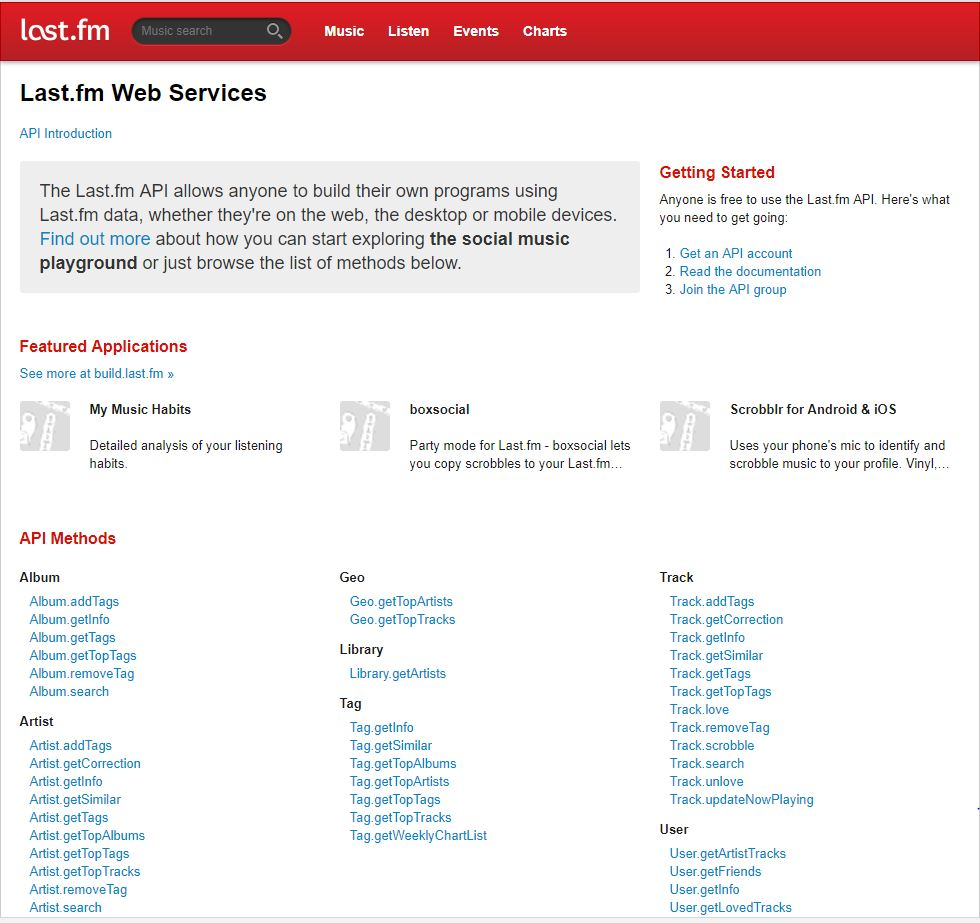 last.fm
Music search
Music Listen Events Charts
Last.fm Web Services
API Introduction
The Last.fm API allows anyone to build their own programs using
Last.fm data, whether they're on the web, the desktop or mobile devices.
Find out more about how you can start exploring the social music
playground or just browse the list of methods below.
Getting Started
Anyone is free to use the Last.fm API. Here's what
you need to get going:
1. Get an API account
2. Read the documentation
3. Join the API group
Featured Applications
See more at build.last.fm »
My Music Habits
Detailed analysis of your listening
habits.
boxsocial
Party mode for Last.fm - boxsocial lets
you copy scrobbles to your Last.fm...
Scrobblr for Android & iOS
Uses your phone's mic to identify and
scrobble music to your profile. Vinyl,...
API Methods
Album
Album.addTags
Album.getInfo
Album.getTags
Album.getTopTags
Album.removeTag
Album.search
Artist
Artist.addTags
Artist.getCorrection
Artist.getInfo
Artist.getSimilar
Artist.getTags
Artist.getTopAlbums
Artist.getTopTags
Artist.getTopTracks
Artist.removeTag
Artist.search
Geo
Geo.getTopArtists
Geo.getTopTracks
Library
Library.getArtists
Tag
Tag.getInfo
Tag.getSimilar
Tag.getTopAlbums
Tag.getTopArtists
Tag.getTopTags
Tag.getTopTracks
Tag.getWeeklyChartList
Track
Track.addTags
Track.getCorrection
Track.getInfo
Track.getSimilar
Track.getTags
Track.getTopTags
Track.love
Track.removeTag
Track.scrobble
Track.search
Track.unlove
Track.updateNowPlaying
User
User.getArtistTracks
User.getFriends
User.getInfo
User.getLovedTracks